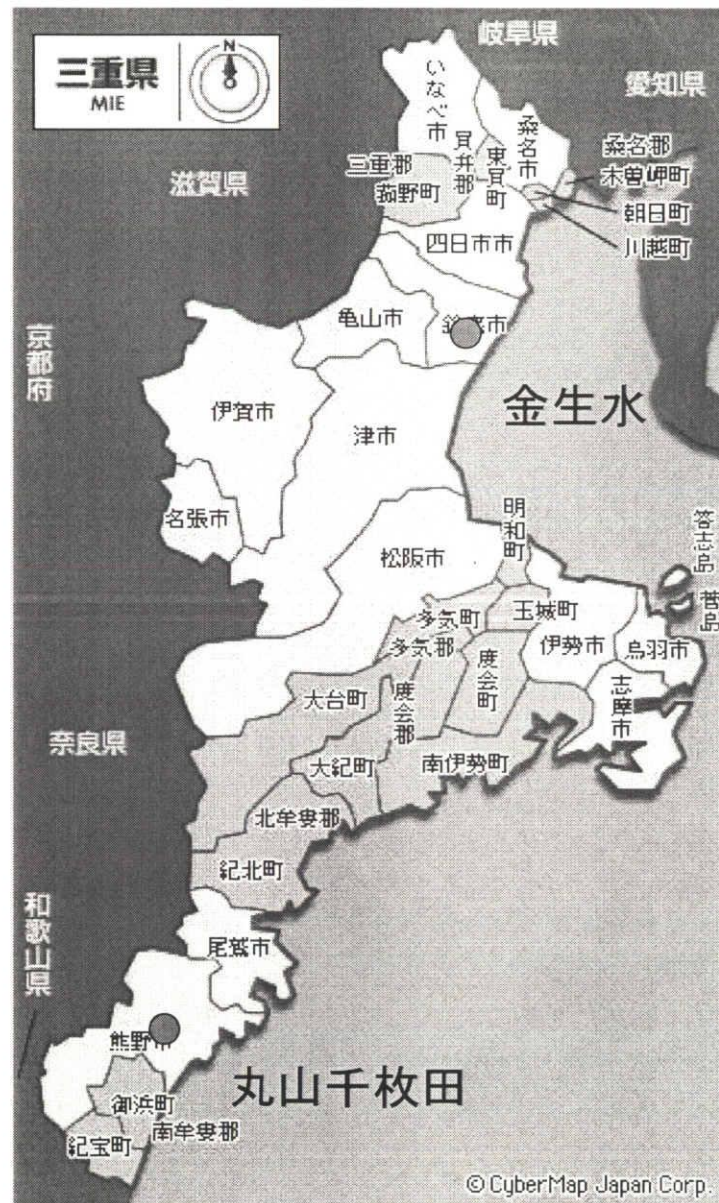 三重県
MIE
N
岐阜県
愛知県
滋賀県
京都府
奈良県
和歌山県
いなべ市
員弁郡
東員町
桑名市
桑名郡
木曽岬町
朝日町
川越町
三重郡
菰野町
四日市市
亀山市
市
金生水
伊賀市
津市
名張市
松阪市
明和町
多気町
多気郡
玉城町
伊勢市
鳥羽市
答志島
菅島
志摩市
度会町
度会郡
大台町
大紀町
南伊勢町
北牟婁郡
紀北町
尾鷲市
熊野市
丸山千枚田
御浜町
南牟婁郡
紀宝町
© CyberMap Japan Corp.